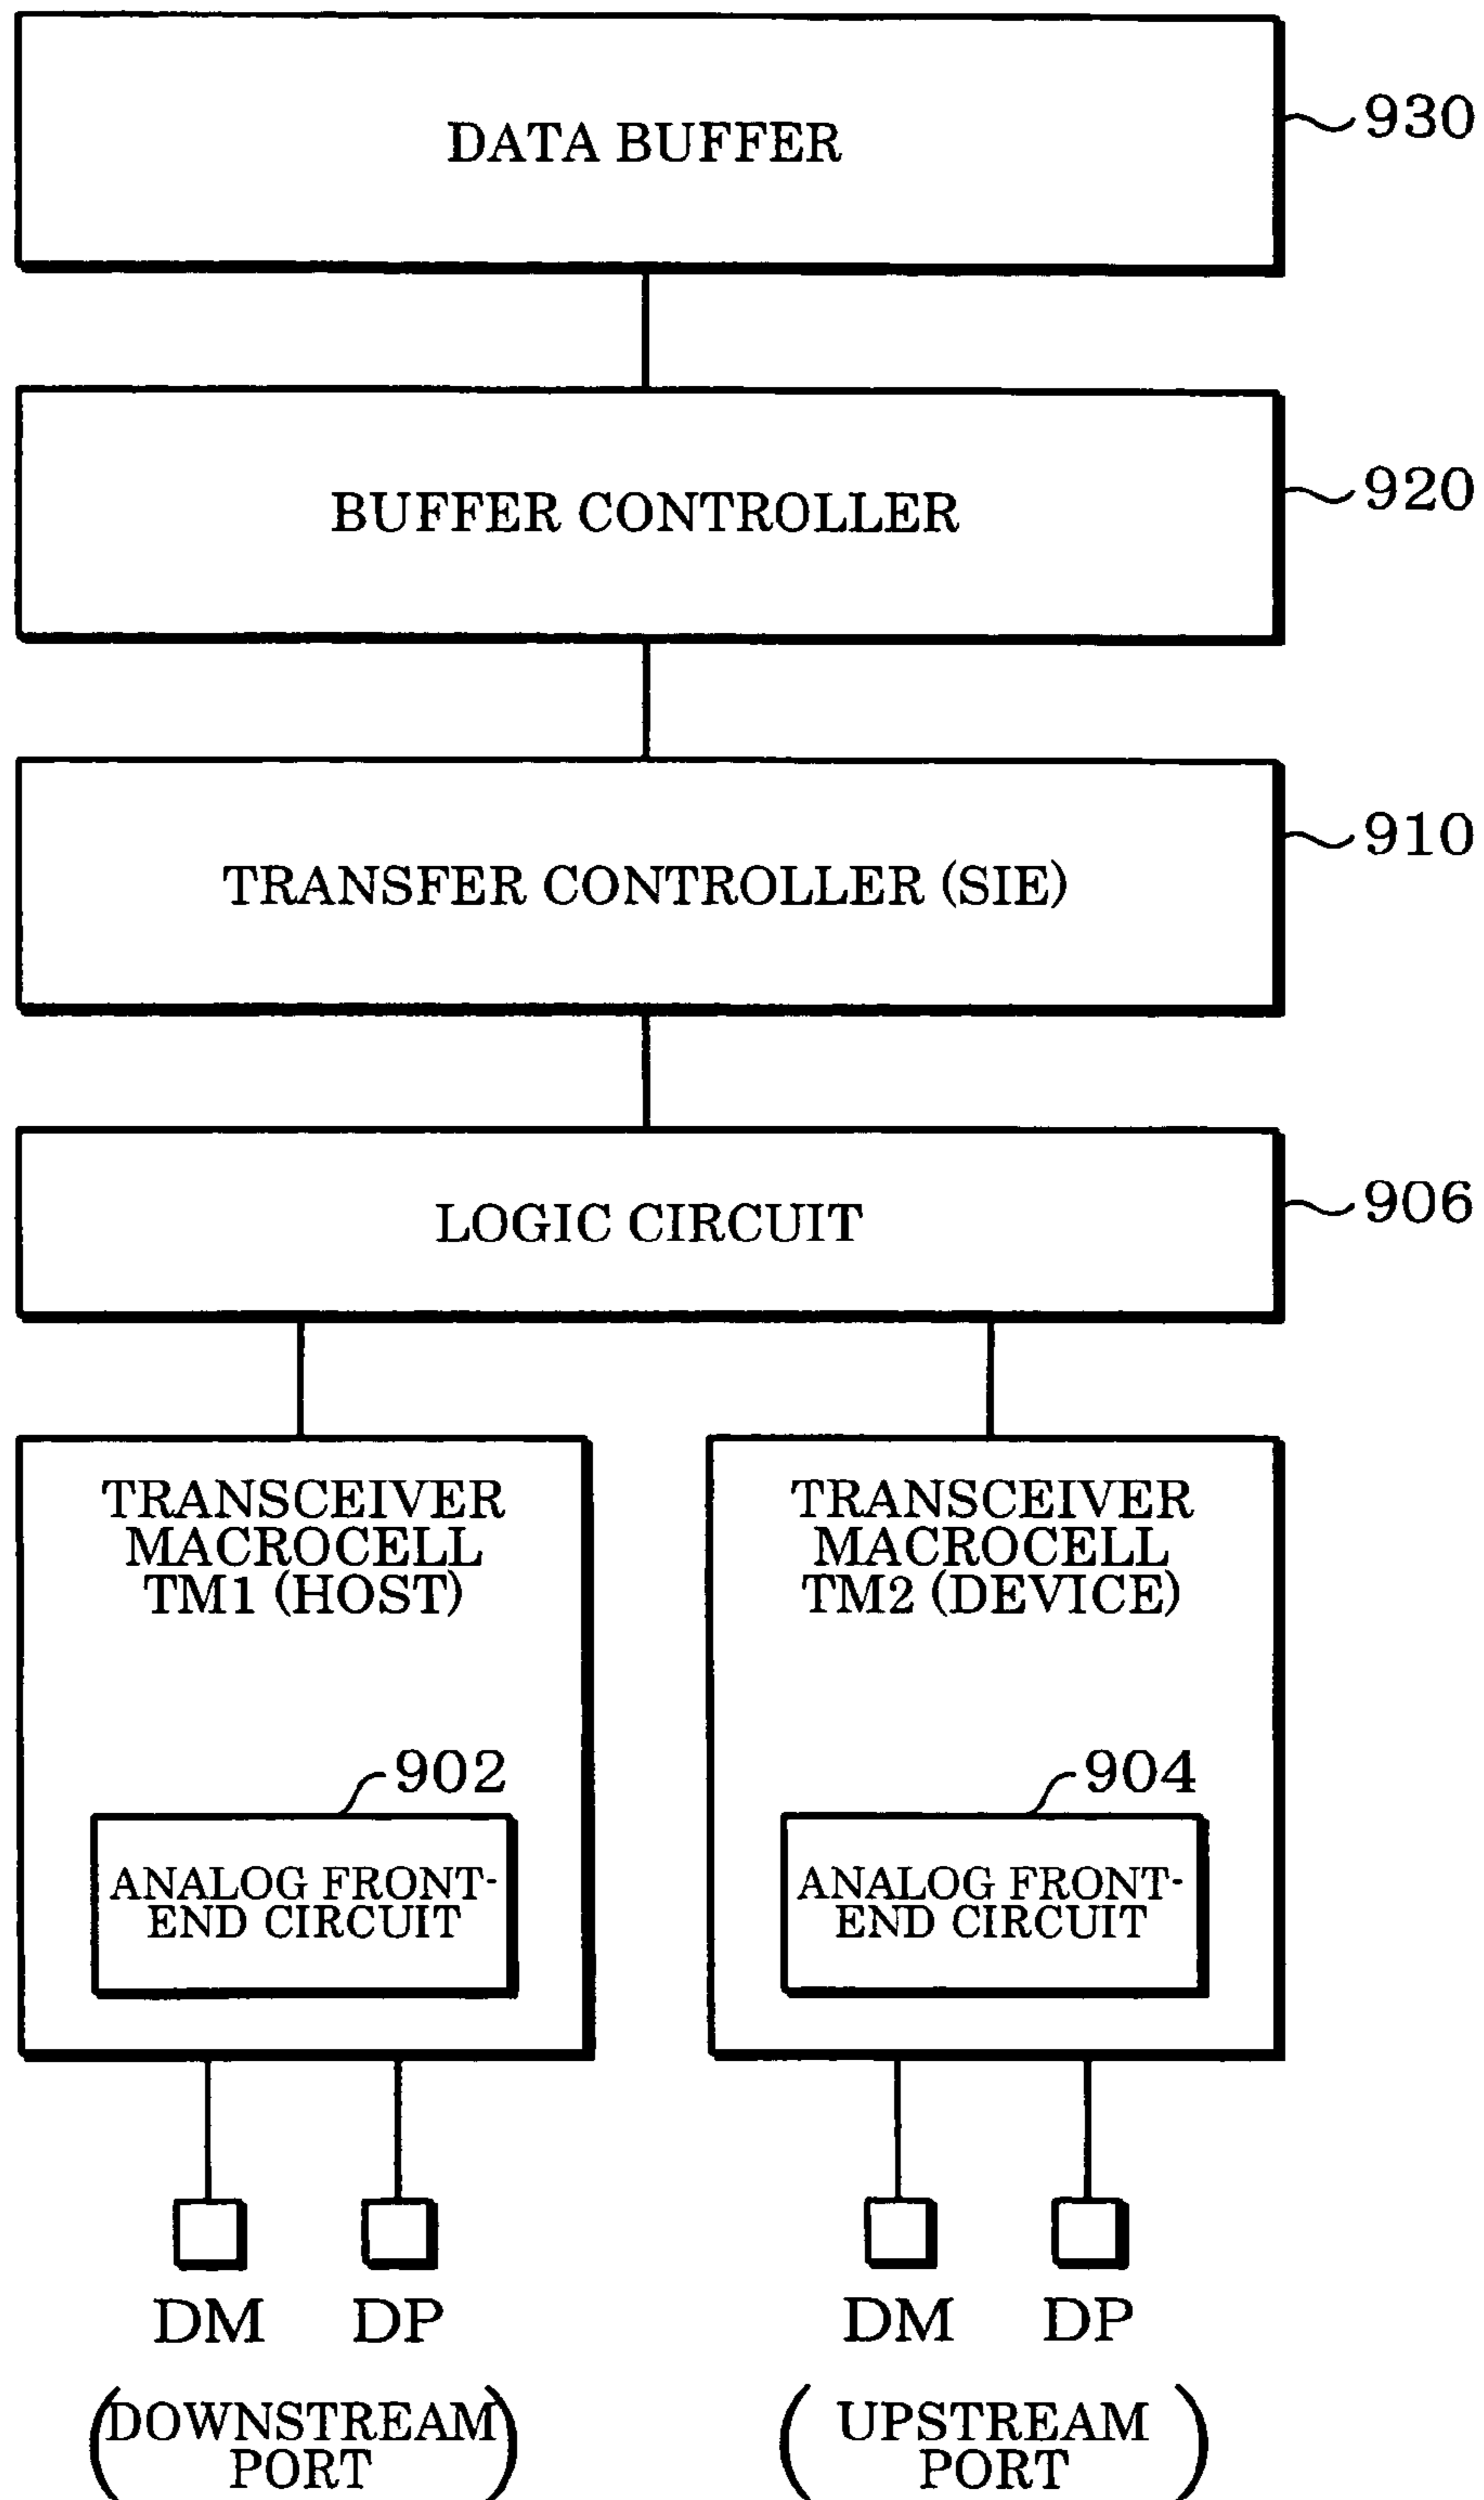 DATA BUFFER
930
BUFFER CONTROLLER
920
TRANSFER CONTROLLER (SIE)
910
LOGIC CIRCUIT
906
TRANSCEIVER
MACROCELL
TM1 (HOST)
902
ANALOG FRONT-
END CIRCUIT
TRANSCEIVER
MACROCELL
TM2 (DEVICE)
904
ANALOG FRONT-
END CIRCUIT
DM DP
(DOWNSTREAM
PORT)
DM DP
(UPSTREAM
PORT)